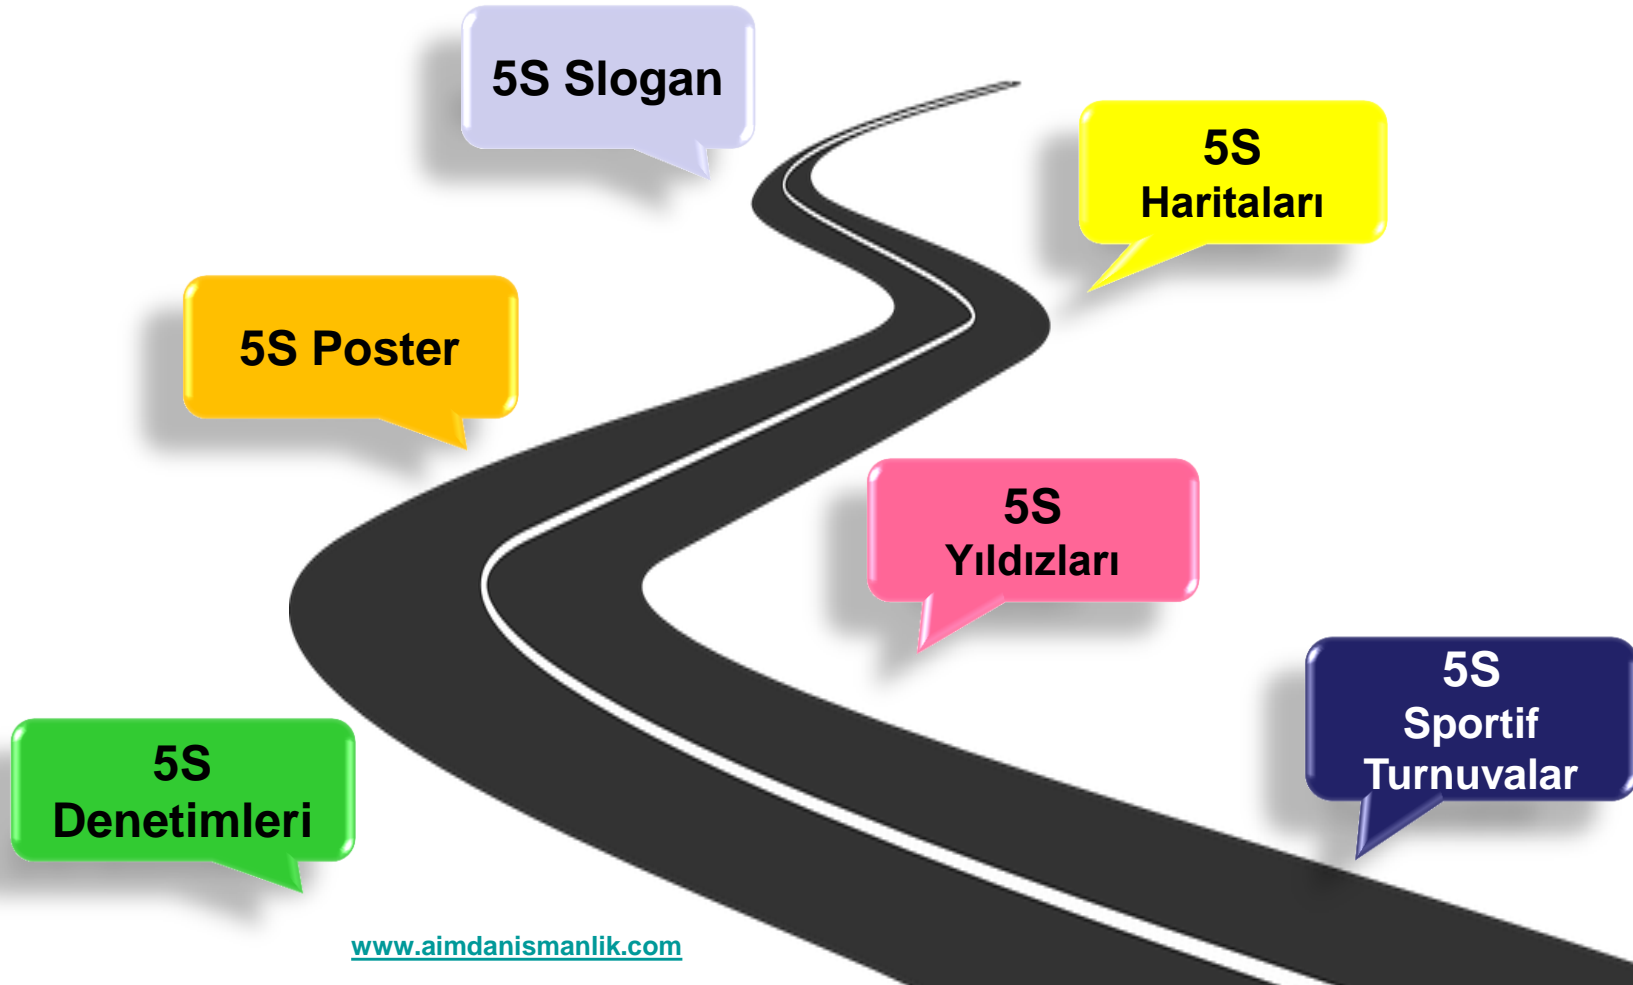 5S Slogan
5S
Haritaları
5S Poster
5S
Yıldızları
5S
Sportif
Turnuvalar
5S
Denetimleri
www.aimdanismanlik.com